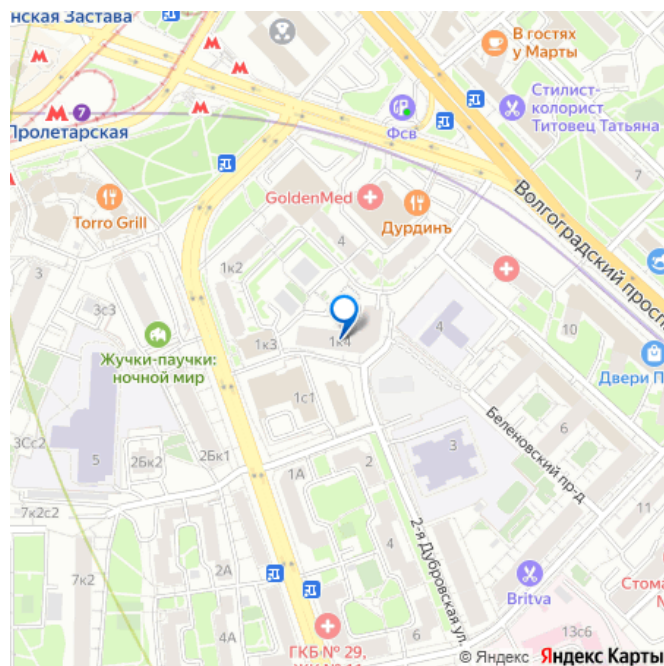 нская Застава
7
Пролетарская
В гостях
у Марты
Стилист-
колорист
Титовец Татьяна
Фсв
7
GoldenMed
Дурдинъ
Волгоградский просп
Torro Grill
4
3
1к2
3с3
1к3
1к4
4
10
Жучки-паучки:
ночной мир
Двери П
1с1
3Сс2
5
2Бк2
2Бк1
1А
2
3
6
Беленовский пр-д
7к2с2
11
7к2
2А
4
2-я Дубровская ул.
Britva
Стома
4А
13с6
ГКБ № 29,
© Яндекс
Яндекс Карты